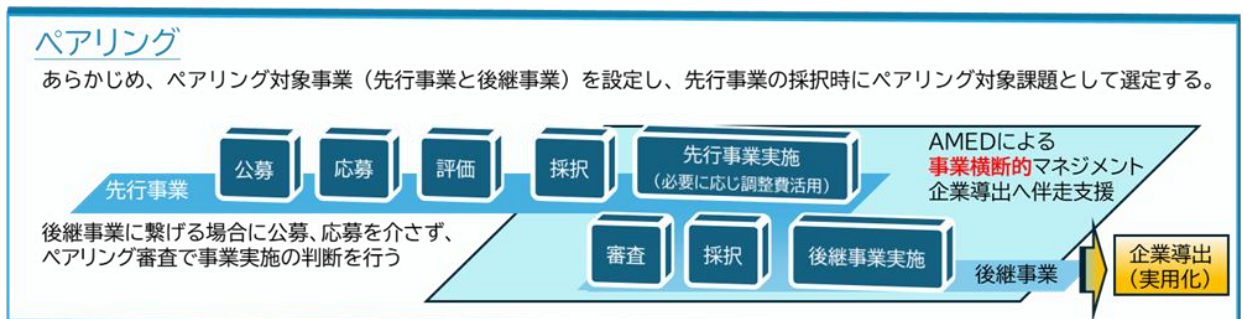 ペアリング
あらかじめ、ペアリング対象事業（先行事業と後継事業）を設定し、先行事業の採択時にペアリング対象課題として選定する。
先行事業
公募
応募
評価
採択
先行事業実施
（必要に応じ調整費活用）
AMEDによる
事業横断的マネジメント
企業導出へ伴走支援
後継事業に繋げる場合に公募、応募を介さず、
ペアリング審査で事業実施の判断を行う
審査
採択
後継事業実施
後継事業
企業導出
（実用化）